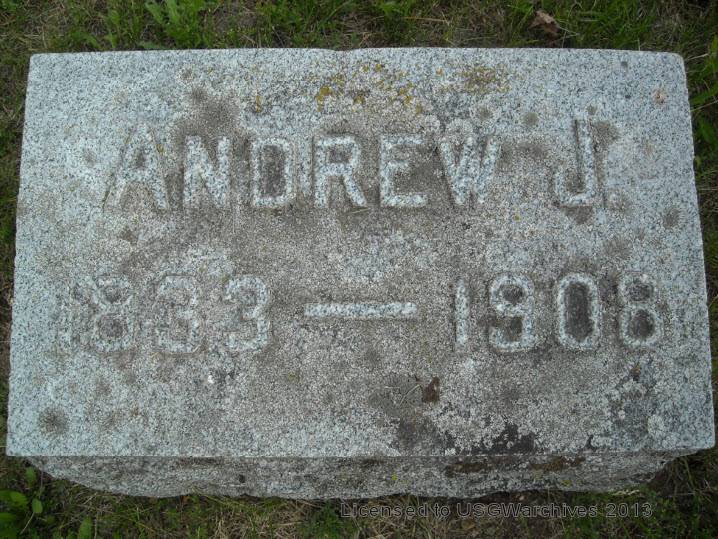 ANDREW J.
1833 — 1908
Licensed to USGWarchives 2013